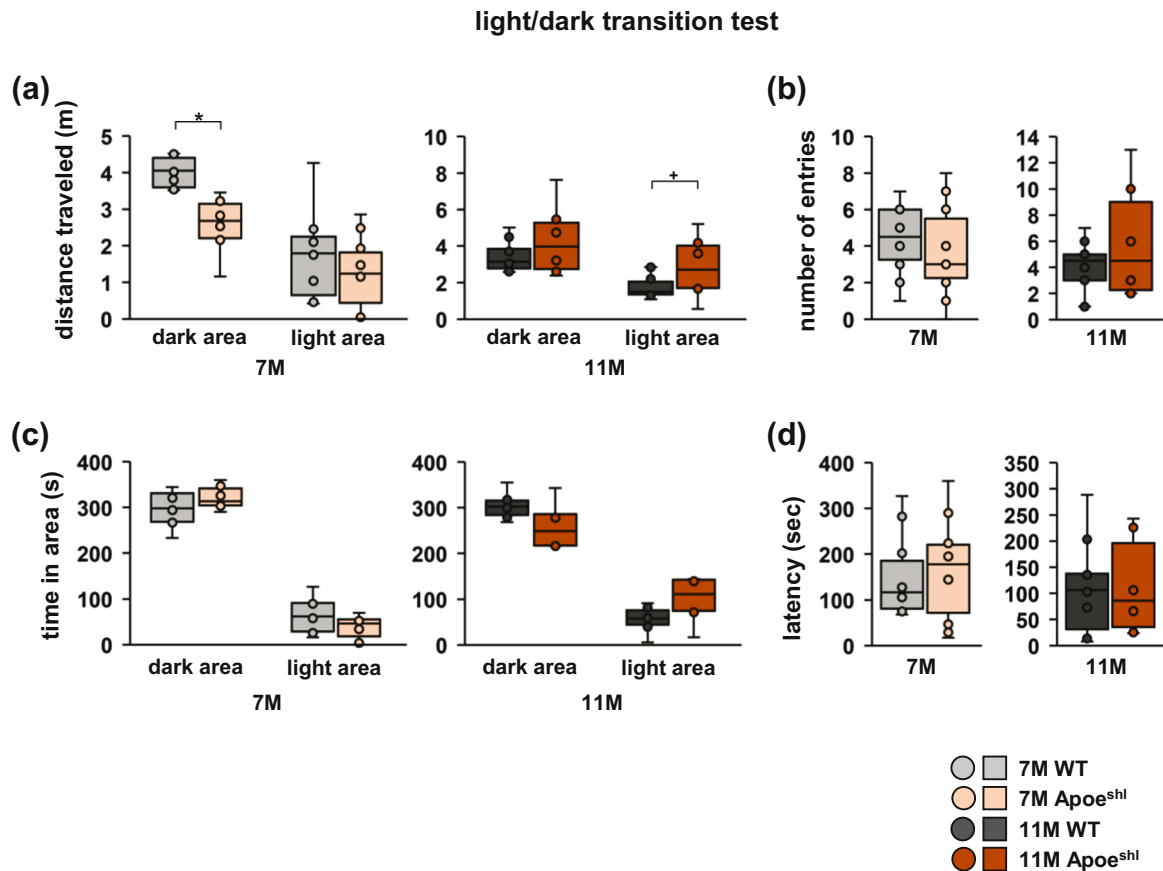 light/dark transition test
(a)
distance traveled (m)
5
4
3
2
1
0
*
dark area
light area
7M
10
8
6
4
2
0
+
dark area
light area
11M
(b)
number of entries
10
8
6
4
2
0
7M
14
12
10
8
6
4
2
0
11M
(c)
time in area (s)
400
300
200
100
0
dark area
light area
7M
400
300
200
100
0
dark area
light area
11M
(d)
latency (sec)
400
300
200
100
0
7M
350
300
250
200
150
100
50
0
11M
7M WT
7M Apoeshl
11M WT
11M Apoeshl